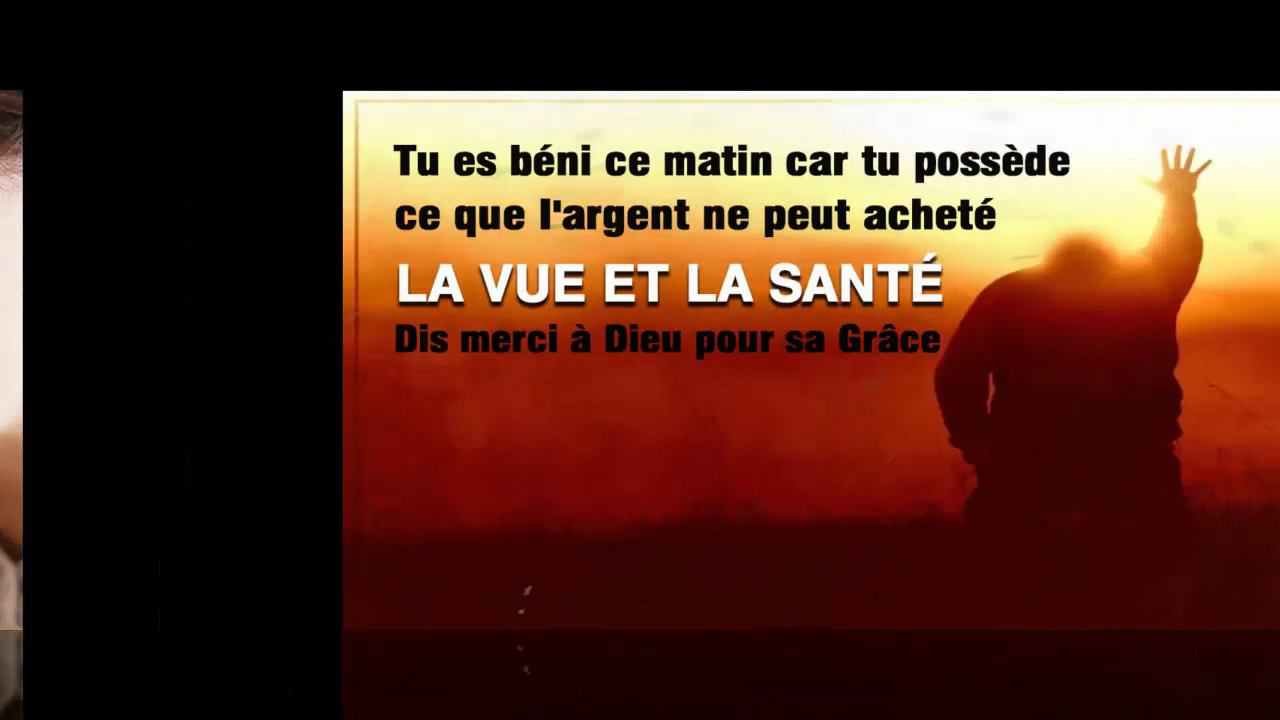 Tu es béni ce matin car tu possède
ce que l'argent ne peut acheté
LA VUE ET LA SANTÉ
Dis merci à Dieu pour sa Grâce